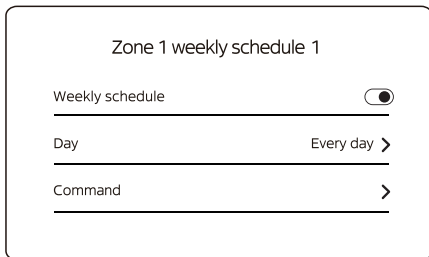 Zone 1 weekly schedule 1
Weekly schedule
Day Every day
Command